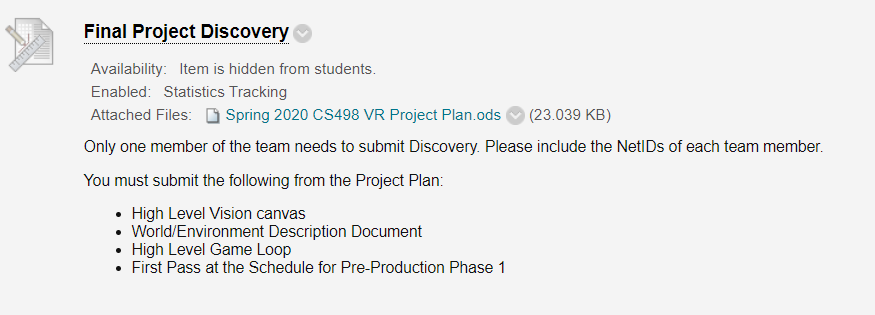 Final Project Discovery
Availability: Item is hidden from students.
Enabled: Statistics Tracking
Attached Files: Spring 2020 CS498 VR Project Plan.ods (23.039 KB)
Only one member of the team needs to submit Discovery. Please include the NetIDs of each team member.
You must submit the following from the Project Plan:
• High Level Vision canvas
• World/Environment Description Document
• High Level Game Loop
• First Pass at the Schedule for Pre-Production Phase 1